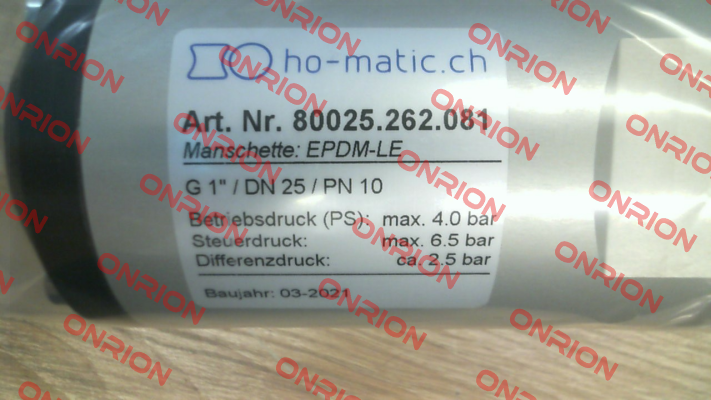 ho-matic.ch
Art. Nr. 80025.262.081
Manschette: EPDM-LE
G 1" / DN 25 / PN 10
Betriebsdruck (PS): max. 4.0 bar
Steuerdruck: max. 6.5 bar
Differenzdruck: ca. 2.5 bar
Baujahr: 03-2021
ONRION